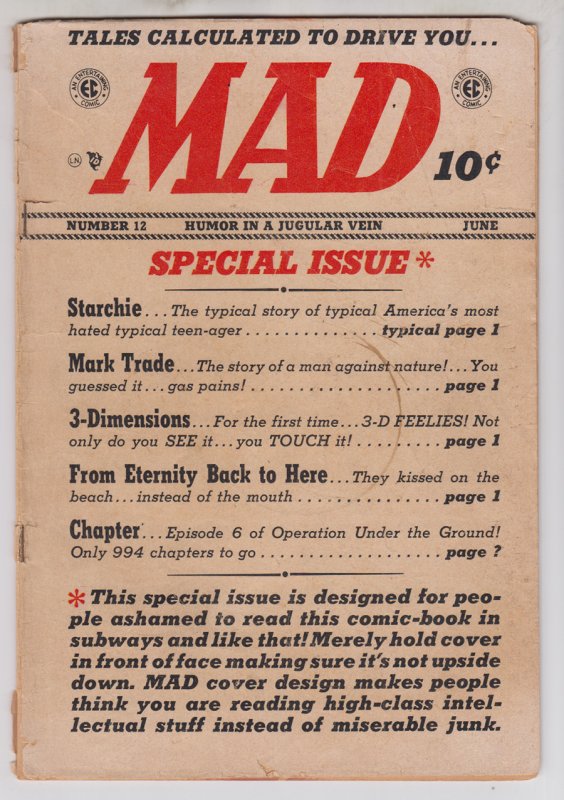 TALES CALCULATED TO DRIVE YOU...
AN ENTERTAINING
EC
COMIC
MAD
AN ENTERTAINING
EC
COMIC
LN.
10¢
NUMBER 12 HUMOR IN A JUGULAR VEIN JUNE
SPECIAL ISSUE*
Starchie...The typical story of typical America's most
hated typical teen-ager..............typical page 1
Mark Trade...The story of a man against nature!...You
guessed it...gas pains!....................page 1
3-Dimensions...For the first time...3-D FEELIES! Not
only do you SEE it...you TOUCH it!.........page 1
From Eternity Back to Here...They kissed on the
beach...instead of the mouth...............page 1
Chapter...Episode 6 of Operation Under the Ground!
Only 994 chapters to go...................page ?
*This special issue is designed for peo-
ple ashamed to read this comic-book in
subways and like that! Merely hold cover
in front of face making sure it's not upside
down. MAD cover design makes people
think you are reading high-class intel-
lectual stuff instead of miserable junk.